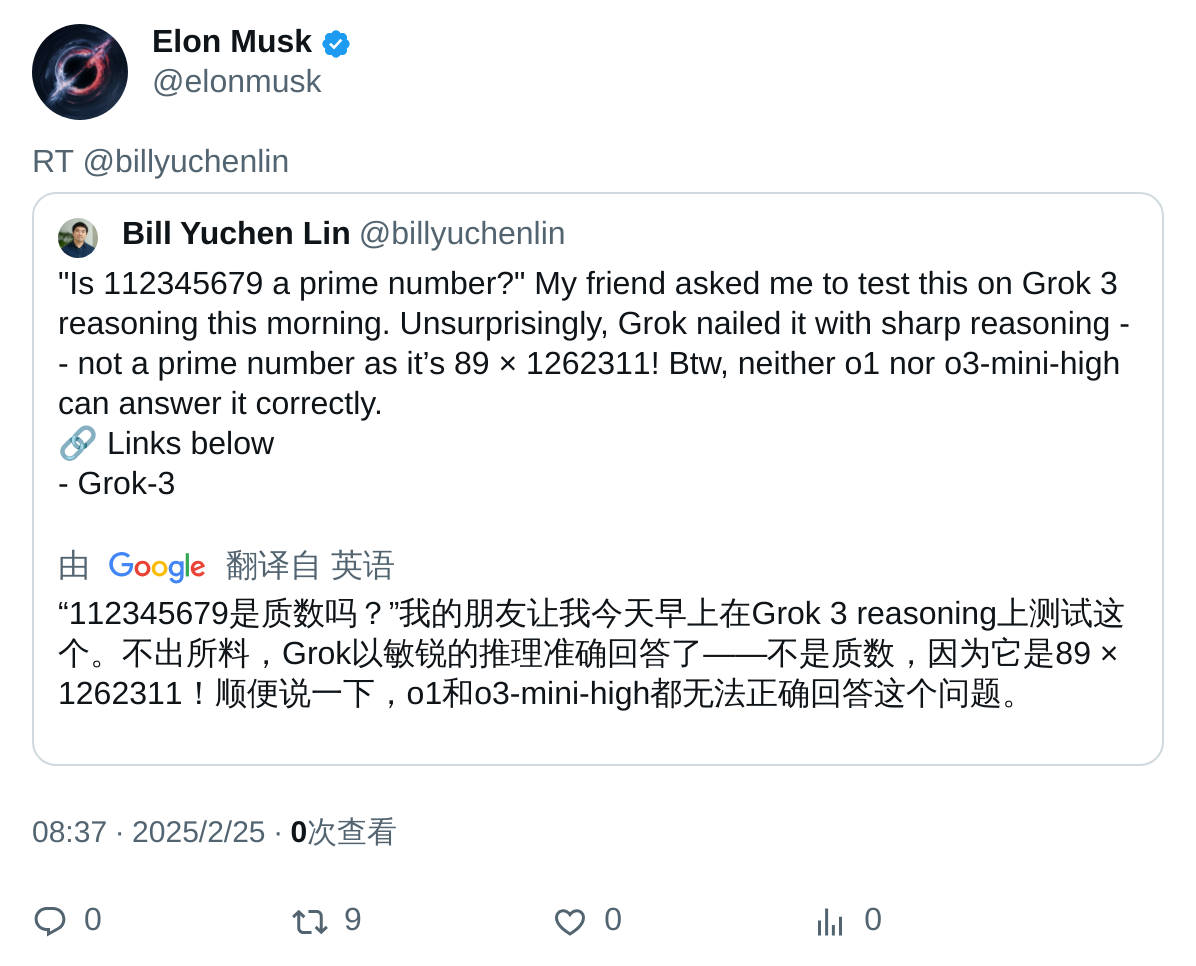 Elon Musk
@elonmusk
RT @billyuchenlin
Bill Yuchen Lin @billyuchenlin
"Is 112345679 a prime number?" My friend asked me to test this on Grok 3
reasoning this morning. Unsurprisingly, Grok nailed it with sharp reasoning -
- not a prime number as it’s 89 × 1262311! Btw, neither o1 nor o3-mini-high
can answer it correctly.
🔗 Links below
- Grok-3
由 Google 翻译自 英语
“112345679是质数吗？”我的朋友让我今天早上在Grok 3 reasoning上测试这
个。不出所料，Grok以敏锐的推理准确回答了——不是质数，因为它是89 ×
1262311！顺便说一下，o1和o3-mini-high都无法正确回答这个问题。
08:37 · 2025/2/25 · 0次查看
0 9 0 0